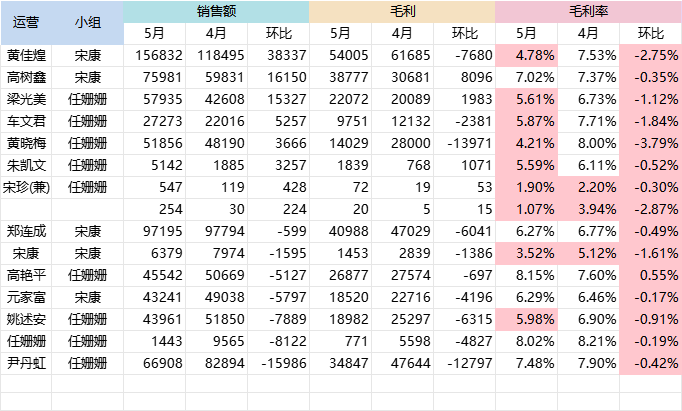 运营 小组 销售额 毛利 毛利率
5月 4月 环比 5月 4月 环比 5月 4月 环比
黄佳煌 宋康 156832 118495 38337 54005 61685 -7680 4.78% 7.53% -2.75%
高树鑫 宋康 75981 59831 16150 38777 30681 8096 7.02% 7.37% -0.35%
梁光美 任姗姗 57935 42608 15327 22072 20089 1983 5.61% 6.73% -1.12%
车文君 任姗姗 27273 22016 5257 9751 12132 -2381 5.87% 7.71% -1.84%
黄晓梅 任姗姗 51856 48190 3666 14029 28000 -13971 4.21% 8.00% -3.79%
朱凯文 任姗姗 5142 1885 3257 1839 768 1071 5.59% 6.11% -0.52%
宋珍(兼) 任姗姗 547 119 428 72 19 53 1.90% 2.20% -0.30%
254 30 224 20 5 15 1.07% 3.94% -2.87%
郑连成 宋康 97195 97794 -599 40988 47029 -6041 6.27% 6.77% -0.49%
宋康 宋康 6379 7974 -1595 1453 2839 -1386 3.52% 5.12% -1.61%
高艳平 任姗姗 45542 50669 -5127 26877 27574 -697 8.15% 7.60% 0.55%
元家富 宋康 43241 49038 -5797 18520 22716 -4196 6.29% 6.46% -0.17%
姚述安 任姗姗 43961 51850 -7889 18982 25297 -6315 5.98% 6.90% -0.91%
任姗姗 任姗姗 1443 9565 -8122 771 5598 -4827 8.02% 8.21% -0.19%
尹丹虹 任姗姗 66908 82894 -15986 34847 47644 -12797 7.48% 7.90% -0.42%